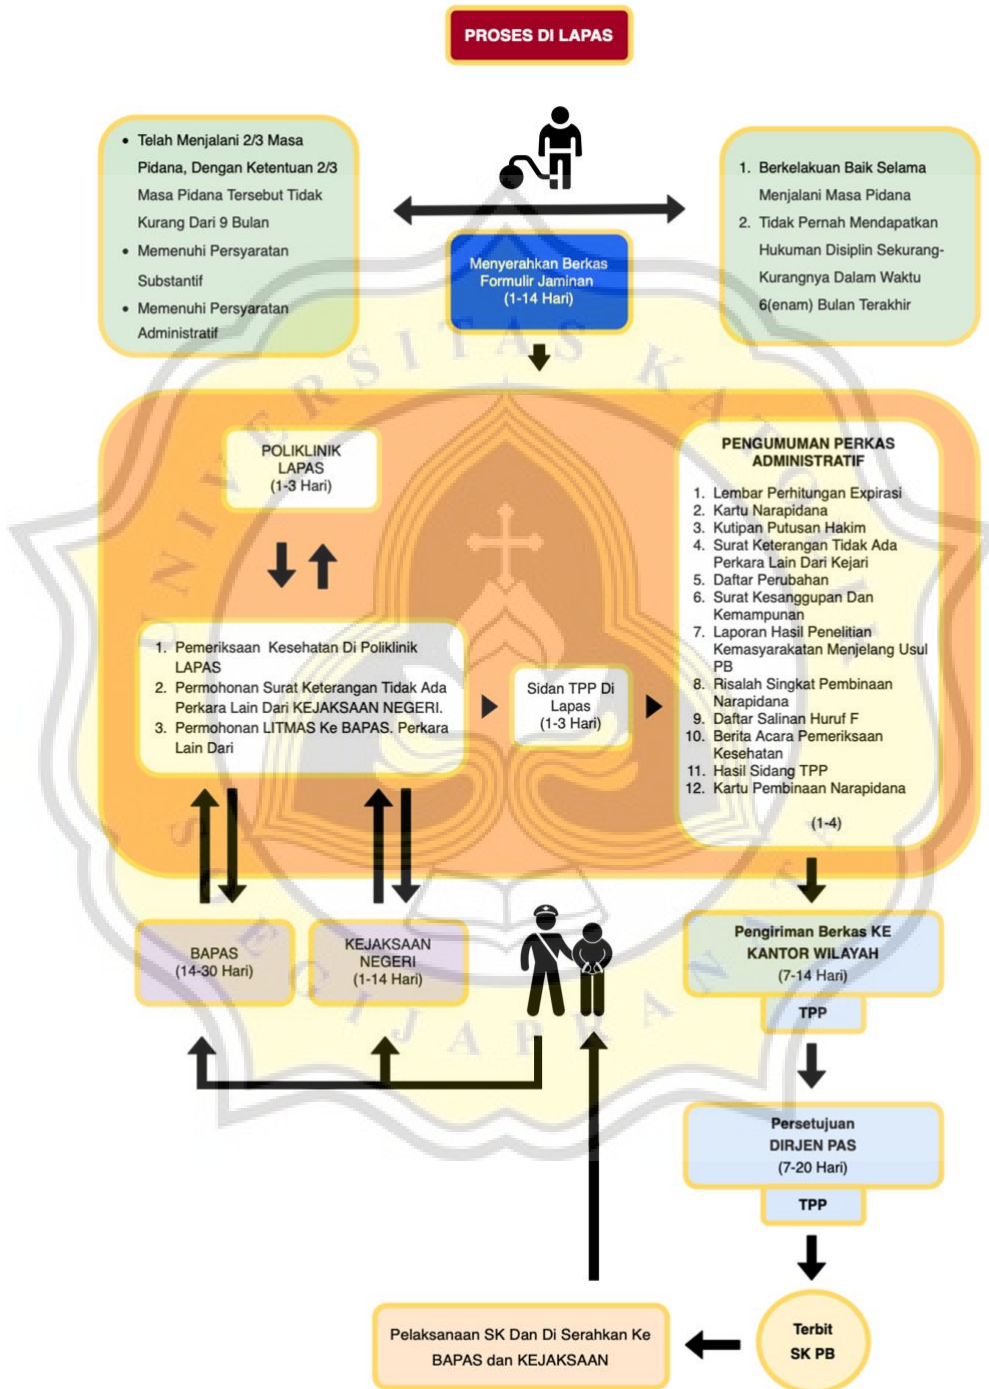 PROSES DI LAPAS
• Telah Menjalani 2/3 Masa
Pidana, Dengan Ketentuan 2/3
Masa Pidana Tersebut Tidak
Kurang Dari 9 Bulan
• Memenuhi Persyaratan
Substantif
• Memenuhi Persyaratan
Administratif
Menyerahkan Berkas
Formulir Jaminan
(1-14 Hari)
1. Berkelakuan Baik Selama
Menjalani Masa Pidana
2. Tidak Pernah Mendapatkan
Hukuman Disiplin Sekurang-
Kurangnya Dalam Waktu
6(enam) Bulan Terakhir
POLIKLINIK
LAPAS
(1-3 Hari)
1. Pemeriksaan Kesehatan Di Poliklinik
LAPAS
2. Permohonan Surat Keterangan Tidak Ada
Perkara Lain Dari KEJAKSAAN NEGERI.
3. Permohonan LITMAS Ke BAPAS. Perkara
Lain Dari
Sidan TPP Di
Lapas
(1-3 Hari)
PENGUMUMAN PERKAS
ADMINISTRATIF
1. Lembar Perhitungan Expirasi
2. Kartu Narapidana
3. Kutipan Putusan Hakim
4. Surat Keterangan Tidak Ada
Perkara Lain Dari Kejari
5. Daftar Perubahan
6. Surat Kesanggupan Dan
Kemampunan
7. Laporan Hasil Penelitian
Kemasyarakatan Menjelang Usul
PB
8. Risalah Singkat Pembinaan
Narapidana
9. Daftar Salinan Huruf F
10. Berita Acara Pemeriksaan
Kesehatan
11. Hasil Sidang TPP
12. Kartu Pembinaan Narapidana
(1-4)
BAPAS
(14-30 Hari)
KEJAKSAAN
NEGERI
(1-14 Hari)
Pengiriman Berkas KE
KANTOR WILAYAH
(7-14 Hari)
TPP
Persetujuan
DIRJEN PAS
(7-20 Hari)
TPP
Terbit
SK PB
Pelaksanaan SK Dan Di Serahkan Ke
BAPAS dan KEJAKSAAN
UNIVERSITAS KATOLIK
SOEGIJAPRANATA